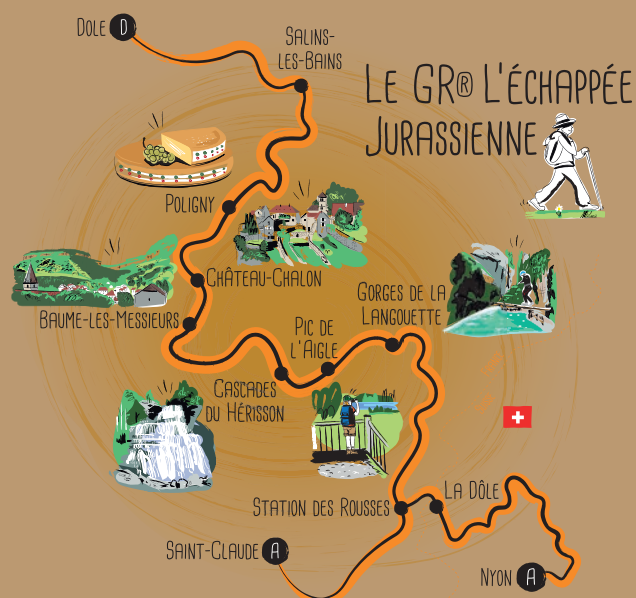 DOLE D
SALINS-
LES-BAINS
LE GR® L'ÉCHAPPÉE
JURASSIENNE
POLIGNY
CHÂTEAU-CHALON
GORGES DE LA
LANGOUETTE
BAUME-LES-MESSIEURS
PIC DE
L'AIGLE
CASCADES
DU HÉRISSON
STATION DES ROUSSES
LA DÔLE
SAINT-CLAUDE A
NYON A